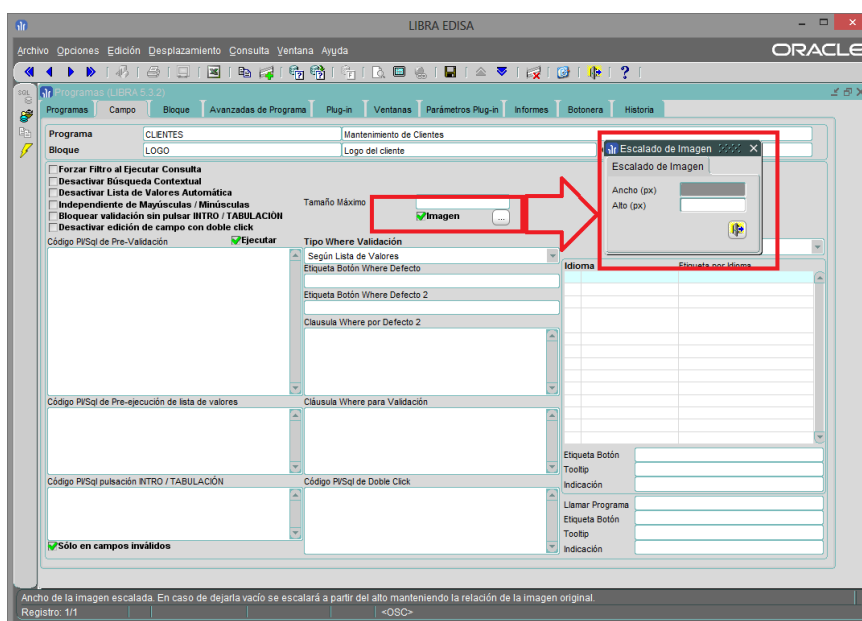 LIBRA EDISA
Archivo Opciones Edición Desplazamiento Consulta Ventana Ayuda
ORACLE
SQL
Programas (LIBRA 5.3.2)
Programas Campo Bloque Avanzadas de Programa Plug-in Ventanas Parámetros Plug-in Informes Botonera Historia
Programa CLIENTES Mantenimiento de Clientes
Bloque LOGO Logo del cliente
Escalado de Imagen
Escalado de Imagen
Ancho (px)
Alto (px)
Forzar Filtro al Ejecutar Consulta
Desactivar Búsqueda Contextual
Desactivar Lista de Valores Automática
Independiente de Mayúsculas / Minúsculas
Bloquear validación sin pulsar INTRO / TABULACIÓN
Desactivar edición de campo con doble click
Tamaño Máximo
Imagen ...
Código Pl/Sql de Pre-Validación Ejecutar
Tipo Where Validación
Según Lista de Valores
Etiqueta Botón Where Defecto
Etiqueta Botón Where Defecto 2
Clausula Where por Defecto 2
Idioma Etiqueta por Idioma
Código Pl/Sql de Pre-ejecución de lista de valores
Cláusula Where para Validación
Etiqueta Botón
Tooltip
Indicación
Código Pl/Sql pulsación INTRO / TABULACIÓN
Código Pl/Sql de Doble Click
Llamar Programa
Etiqueta Botón
Tooltip
Indicación
Sólo en campos inválidos
Ancho de la imagen escalada. En caso de dejarla vacío se escalará a partir del alto manteniendo la relación de la imagen original.
Registro: 1/1 <OSC>